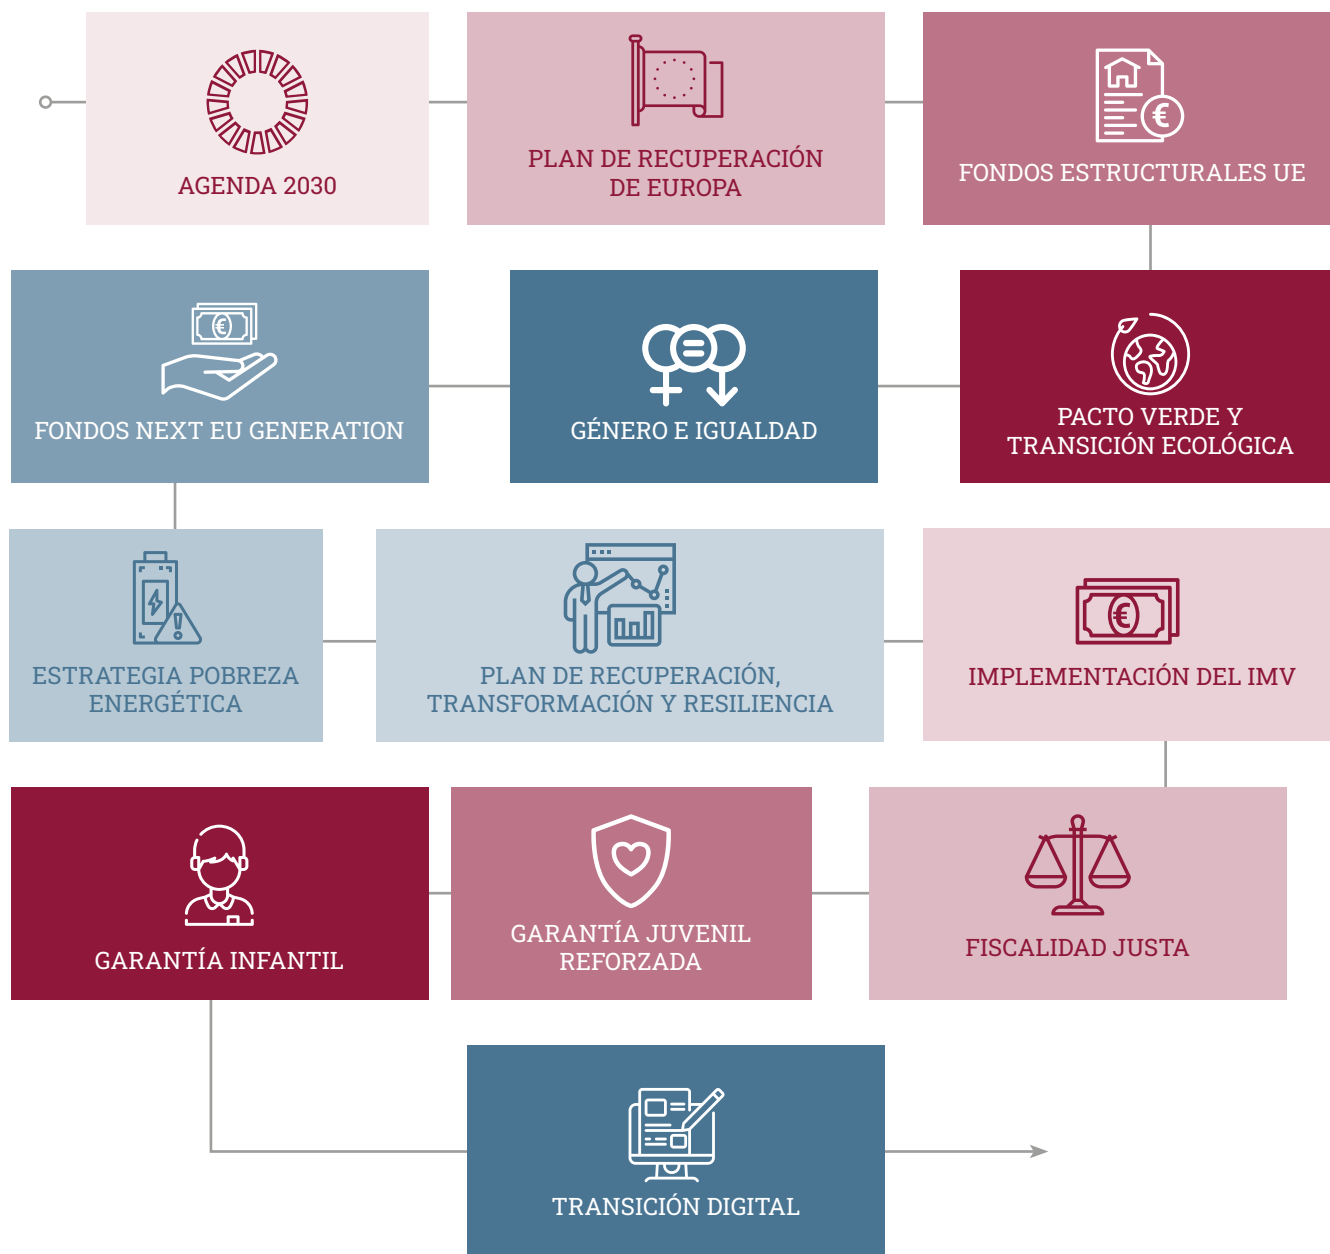 AGENDA 2030
PLAN DE RECUPERACIÓN
DE EUROPA
FONDOS ESTRUCTURALES UE
FONDOS NEXT EU GENERATION
GÉNERO E IGUALDAD
PACTO VERDE Y
TRANSICIÓN ECOLÓGICA
ESTRATEGIA POBREZA
ENERGÉTICA
PLAN DE RECUPERACIÓN,
TRANSFORMACIÓN Y RESILIENCIA
IMPLEMENTACIÓN DEL IMV
GARANTÍA INFANTIL
GARANTÍA JUVENIL
REFORZADA
FISCALIDAD JUSTA
TRANSICIÓN DIGITAL